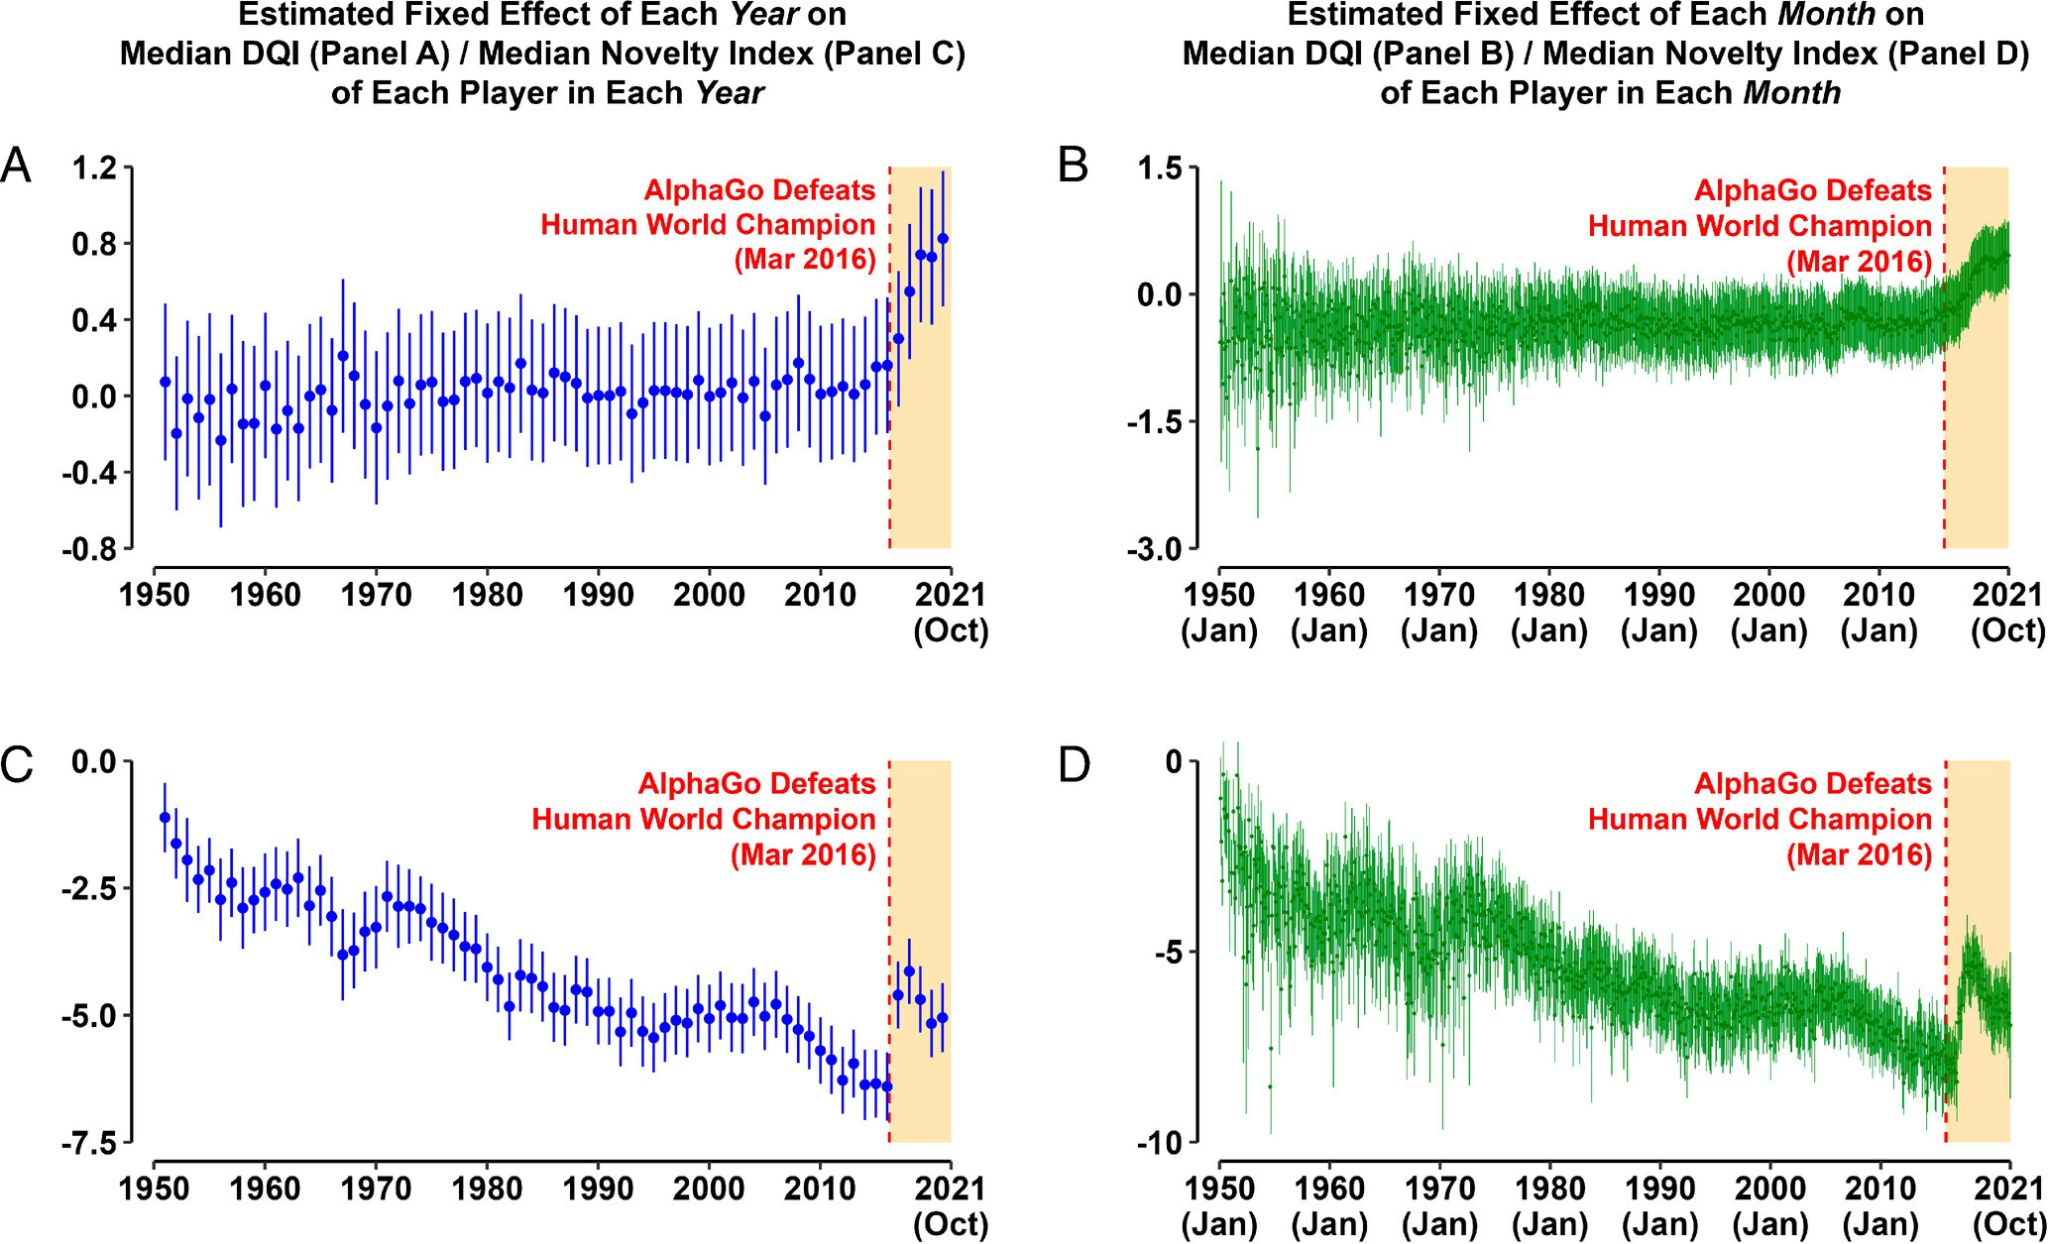 Estimated Fixed Effect of Each Year on
Median DQI (Panel A) / Median Novelty Index (Panel C)
of Each Player in Each Year
Estimated Fixed Effect of Each Month on
Median DQI (Panel B) / Median Novelty Index (Panel D)
of Each Player in Each Month
A
1.2
0.8
0.4
0.0
-0.4
-0.8
AlphaGo Defeats
Human World Champion
(Mar 2016)
1950 1960 1970 1980 1990 2000 2010 2021
(Oct)
B
1.5
0.0
-1.5
-3.0
AlphaGo Defeats
Human World Champion
(Mar 2016)
1950 1960 1970 1980 1990 2000 2010 2021
(Jan) (Jan) (Jan) (Jan) (Jan) (Jan) (Jan) (Oct)
C
0.0
-2.5
-5.0
-7.5
AlphaGo Defeats
Human World Champion
(Mar 2016)
1950 1960 1970 1980 1990 2000 2010 2021
(Oct)
D
0
-5
-10
AlphaGo Defeats
Human World Champion
(Mar 2016)
1950 1960 1970 1980 1990 2000 2010 2021
(Jan) (Jan) (Jan) (Jan) (Jan) (Jan) (Jan) (Oct)